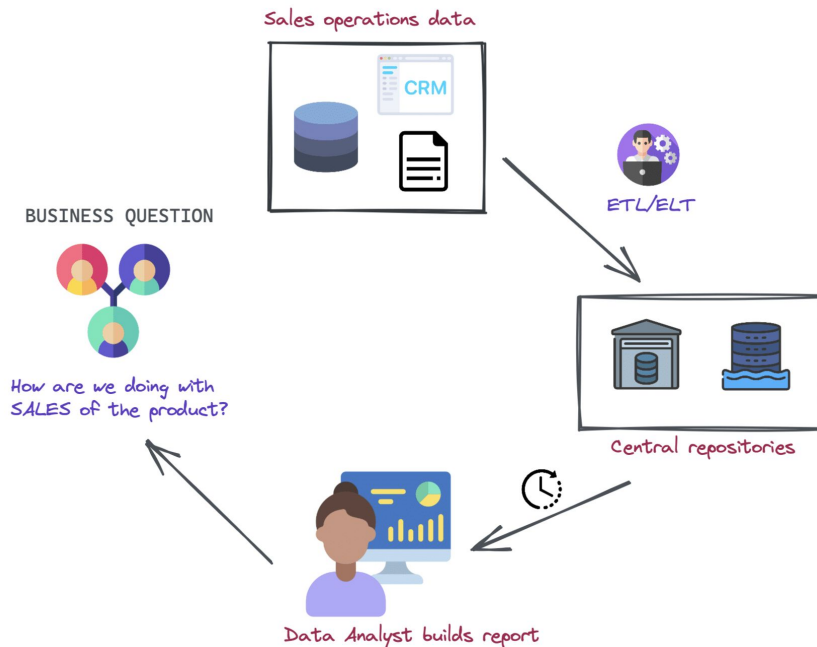 Sales operations data
CRM
ETL/ELT
BUSINESS QUESTION
How are we doing with
SALES of the product?
Central repositories
Data Analyst builds report